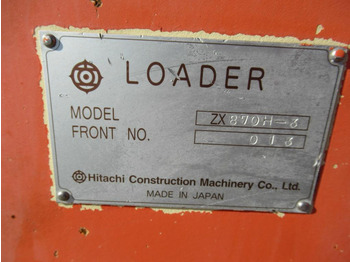 LOADER
MODEL ZX870H-3
FRONT NO. 013
Hitachi Construction Machinery Co., Ltd.
MADE IN JAPAN